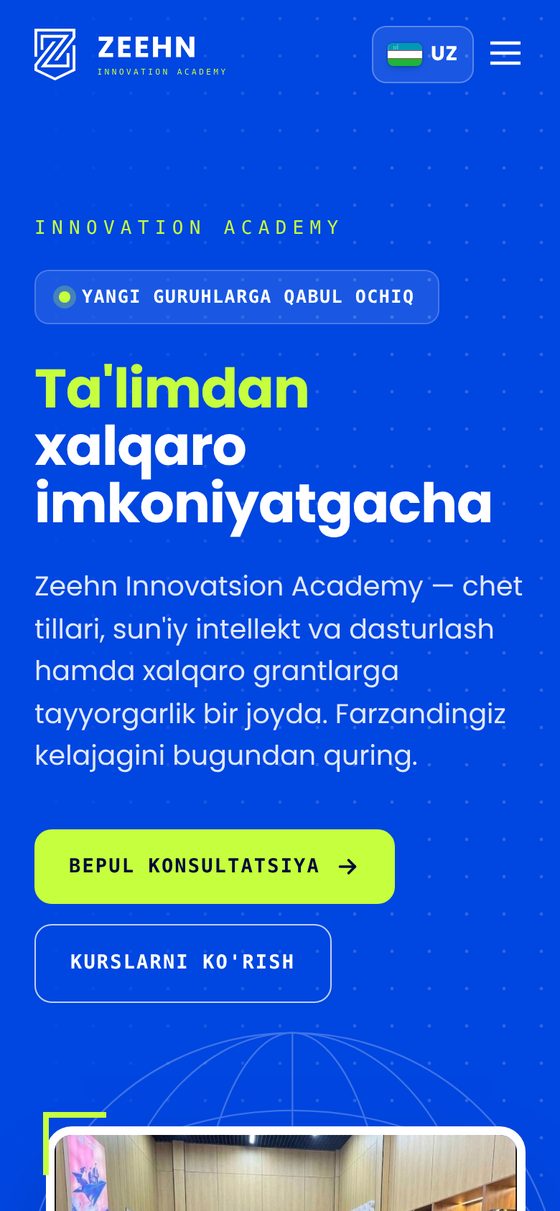 ZEEHN
INNOVATION ACADEMY
UZ
INNOVATION ACADEMY
YANGI GURUHLARGA QABUL OCHIQ
Ta'limdan
xalqaro
imkoniyatgacha
Zeehn Innovatsion Academy — chet
tillari, sun'iy intellekt va dasturlash
hamda xalqaro grantlarga
tayyorgarlik bir joyda. Farzandingiz
kelajagini bugundan quring.
BEPUL KONSULTATSIYA →
KURSLARNI KO'RISH